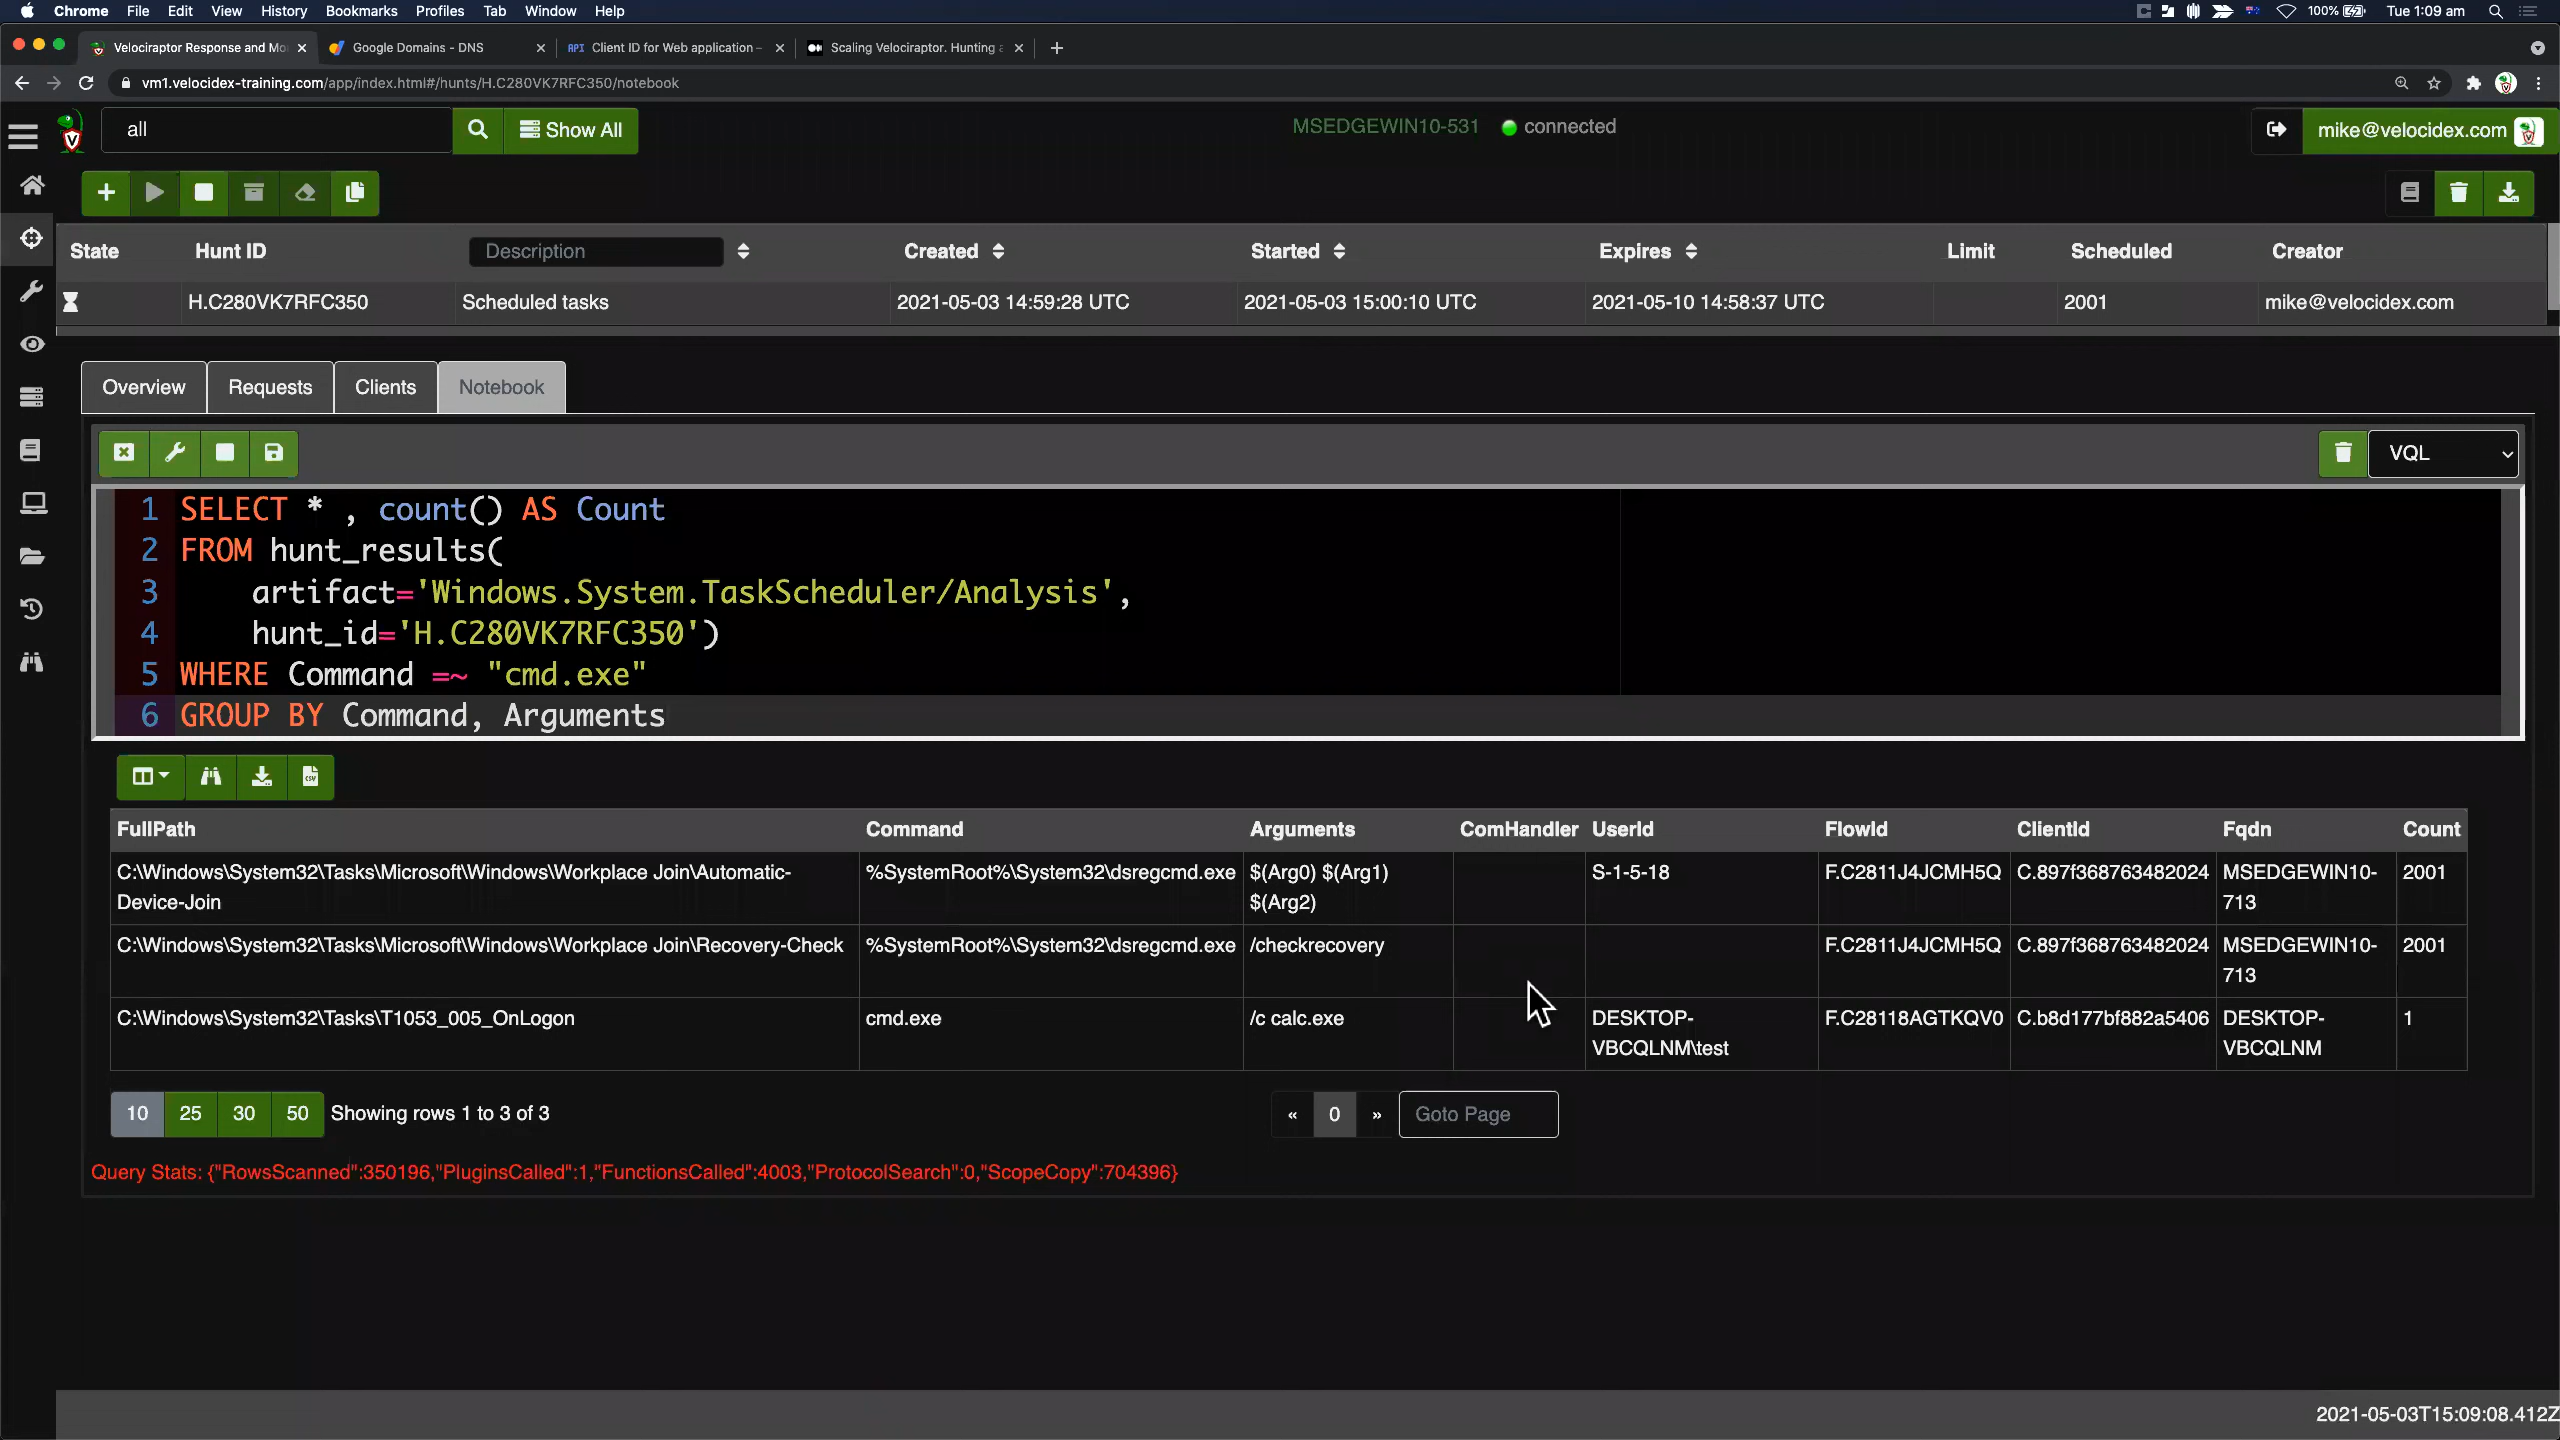 Chrome File Edit View History Bookmarks Profiles Tab Window Help 100% Tue 1:09 am
Velociraptor Response and Mo Google Domains - DNS API Client ID for Web application – Scaling Velociraptor. Hunting a
vm1.velocidex-training.com/app/index.html#/hunts/H.C280VK7RFC350/notebook
all Show All MSEDGEWIN10-531 connected mike@velocidex.com
State Hunt ID Description Created Started Expires Limit Scheduled Creator
H.C280VK7RFC350 Scheduled tasks 2021-05-03 14:59:28 UTC 2021-05-03 15:00:10 UTC 2021-05-10 14:58:37 UTC 2001 mike@velocidex.com
Overview Requests Clients Notebook
VQL
1 SELECT * , count() AS Count
2 FROM hunt_results(
3 artifact='Windows.System.TaskScheduler/Analysis',
4 hunt_id='H.C280VK7RFC350')
5 WHERE Command =~ "cmd.exe"
6 GROUP BY Command, Arguments
CSV
FullPath Command Arguments ComHandler UserId FlowId ClientId Fqdn Count
C:\Windows\System32\Tasks\Microsoft\Windows\Workplace Join\Automatic- %SystemRoot%\System32\dsregcmd.exe $(Arg0) $(Arg1) S-1-5-18 F.C2811J4JCMH5Q C.897f368763482024 MSEDGEWIN10- 2001
Device-Join $(Arg2) 713
C:\Windows\System32\Tasks\Microsoft\Windows\Workplace Join\Recovery-Check %SystemRoot%\System32\dsregcmd.exe /checkrecovery F.C2811J4JCMH5Q C.897f368763482024 MSEDGEWIN10- 2001
713
C:\Windows\System32\Tasks\T1053_005_OnLogon cmd.exe /c calc.exe DESKTOP- F.C28118AGTKQV0 C.b8d177bf882a5406 DESKTOP- 1
VBCQLNM\test VBCQLNM
10 25 30 50 Showing rows 1 to 3 of 3 « 0 » Goto Page
Query Stats: {"RowsScanned":350196,"PluginsCalled":1,"FunctionsCalled":4003,"ProtocolSearch":0,"ScopeCopy":704396}
2021-05-03T15:09:08.412Z